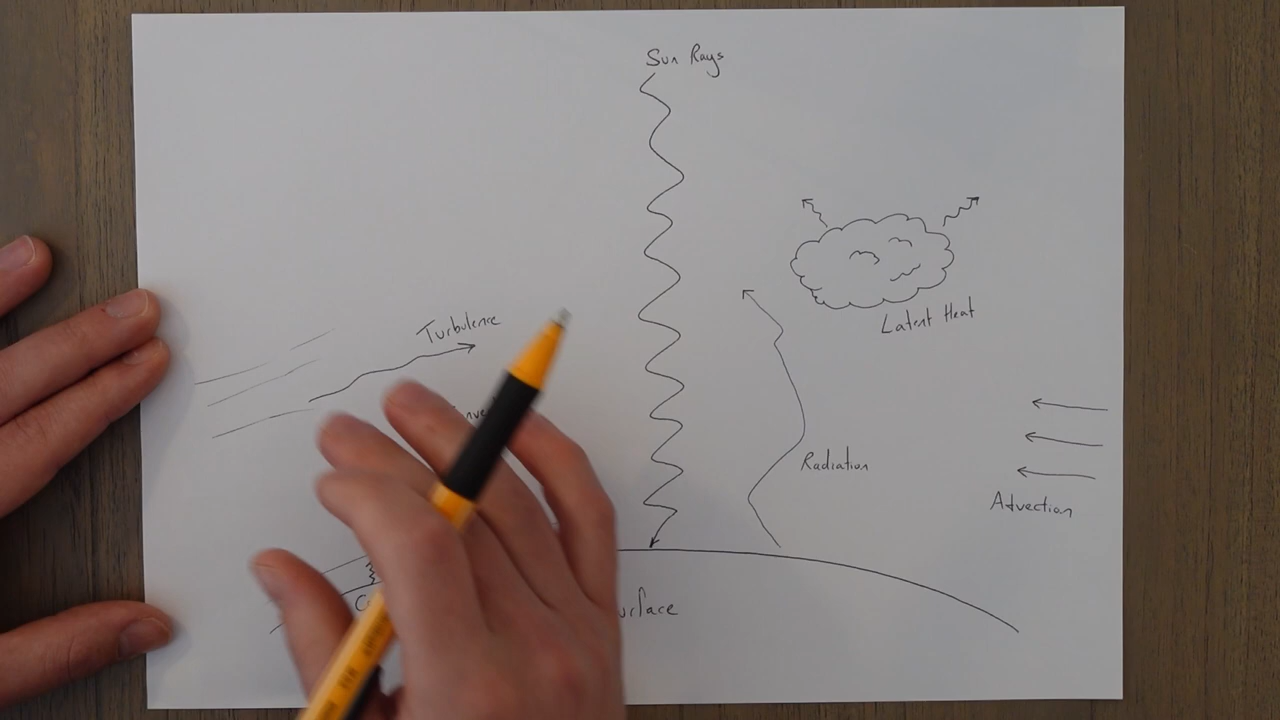 Sun Rays
Turbulence
Latent Heat
Radiation
Advection